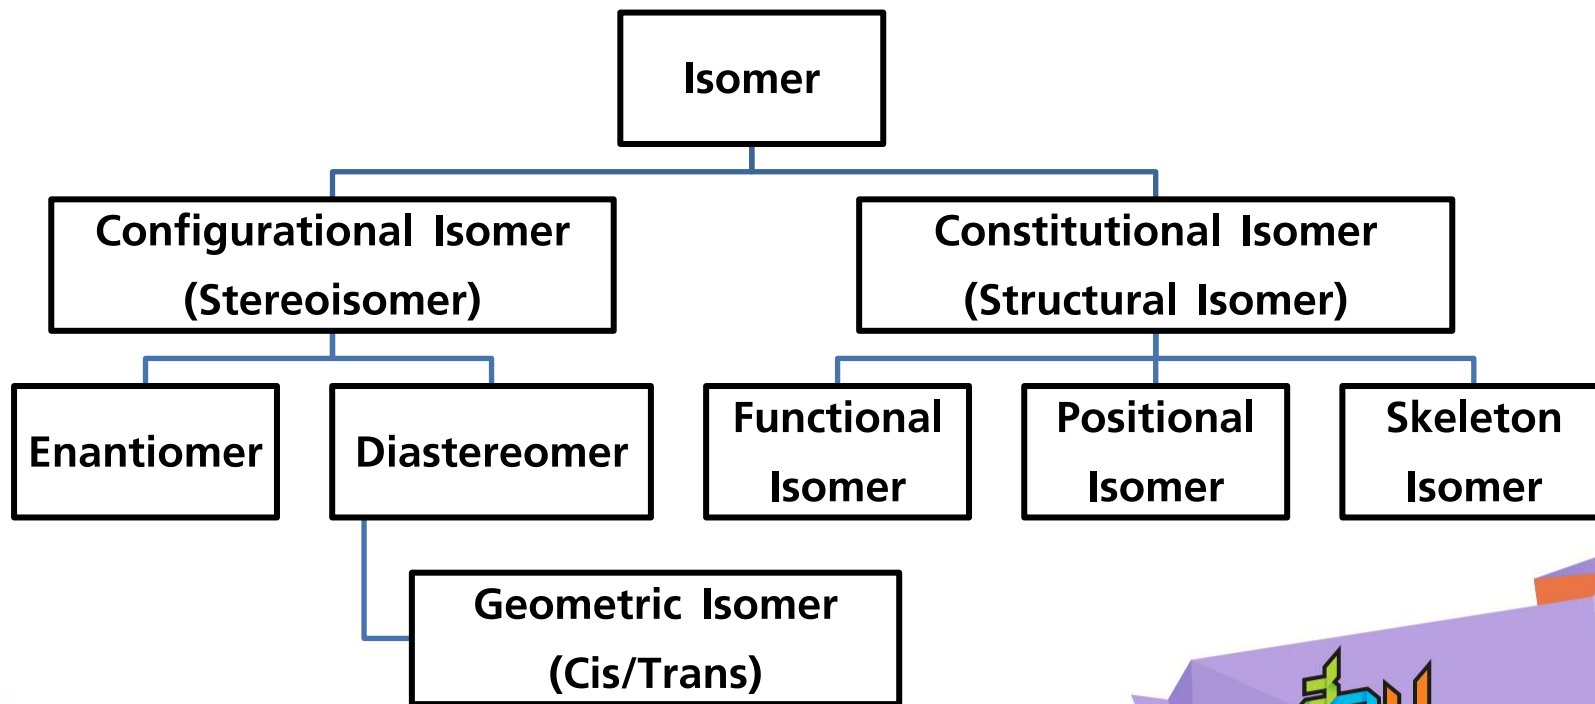 Isomer
Configurational Isomer
(Stereoisomer)
Constitutional Isomer
(Structural Isomer)
Enantiomer
Diastereomer
Functional
Isomer
Positional
Isomer
Skeleton
Isomer
Geometric Isomer
(Cis/Trans)